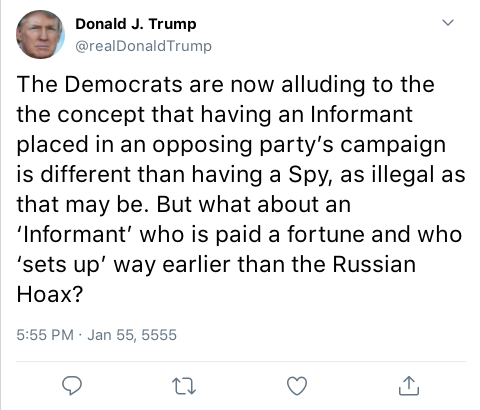 Donald J. Trump
@realDonaldTrump
The Democrats are now alluding to the
the concept that having an Informant
placed in an opposing party’s campaign
is different than having a Spy, as illegal as
that may be. But what about an
‘Informant’ who is paid a fortune and who
‘sets up’ way earlier than the Russian
Hoax?
5:55 PM · Jan 55, 5555